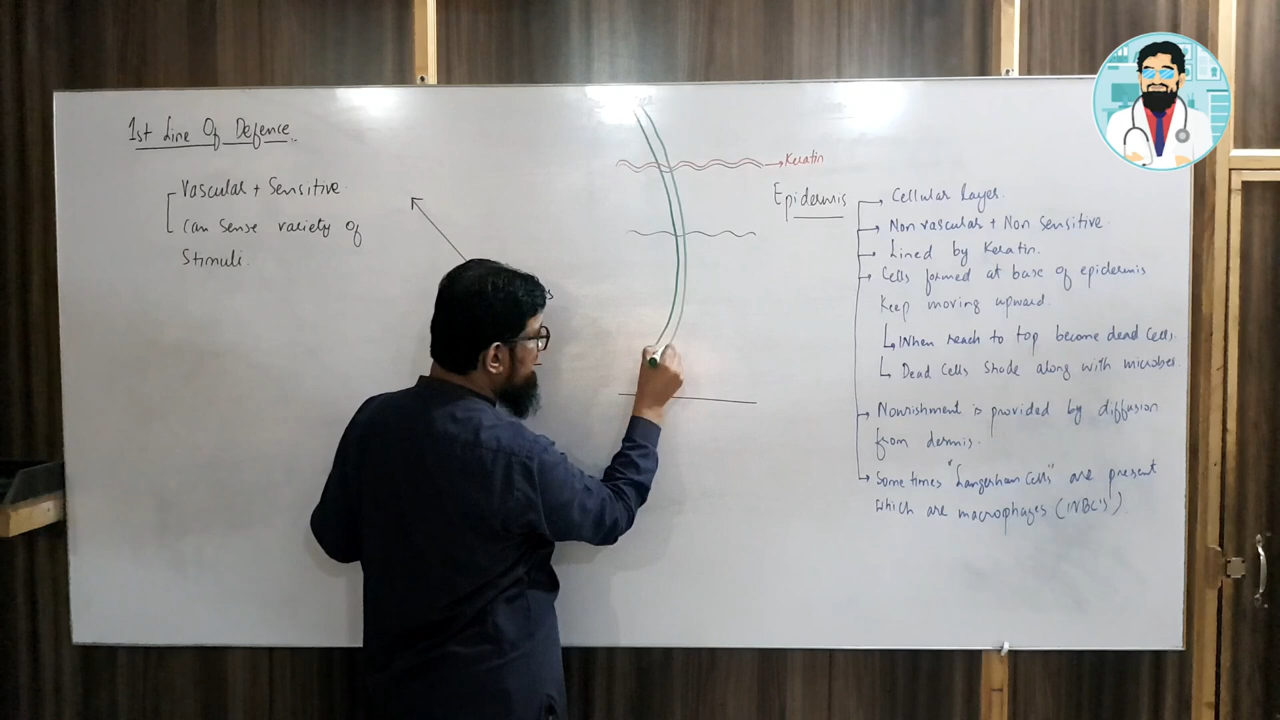 1st Line Of Defence
Vascular + Sensitive
Can sense variety of
Stimuli.
Keratin
Epidermis
Cellular Layer.
Non vascular + Non Sensitive.
Lined by Keratin.
Cells formed at base of epidermis
Keep moving upward.
When reach to top become dead cells.
Dead Cells Shade along with microbes
Nourishment is provided by diffusion
from dermis.
Some times "Langerhan Cells" are present
which are macrophages (WBC's)